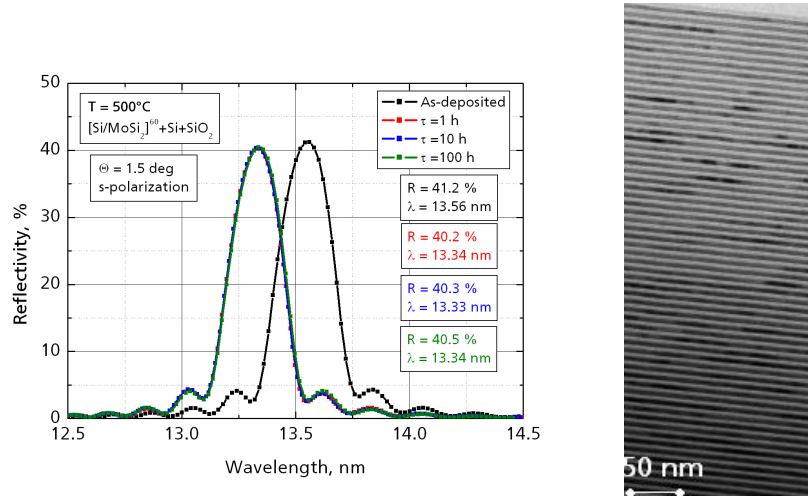 50
40
30
20
10
0
12.5 13.0 13.5 14.0 14.5
Reflectivity, %
Wavelength, nm
T = 500°C
[Si/MoSi₂]⁶⁰+Si+SiO₂
Θ = 1.5 deg
s-polarization
As-deposited
τ =1 h
τ =10 h
τ =100 h
R = 41.2 %
λ = 13.56 nm
R = 40.2 %
λ = 13.34 nm
R = 40.3 %
λ = 13.33 nm
R = 40.5 %
λ = 13.34 nm
50 nm